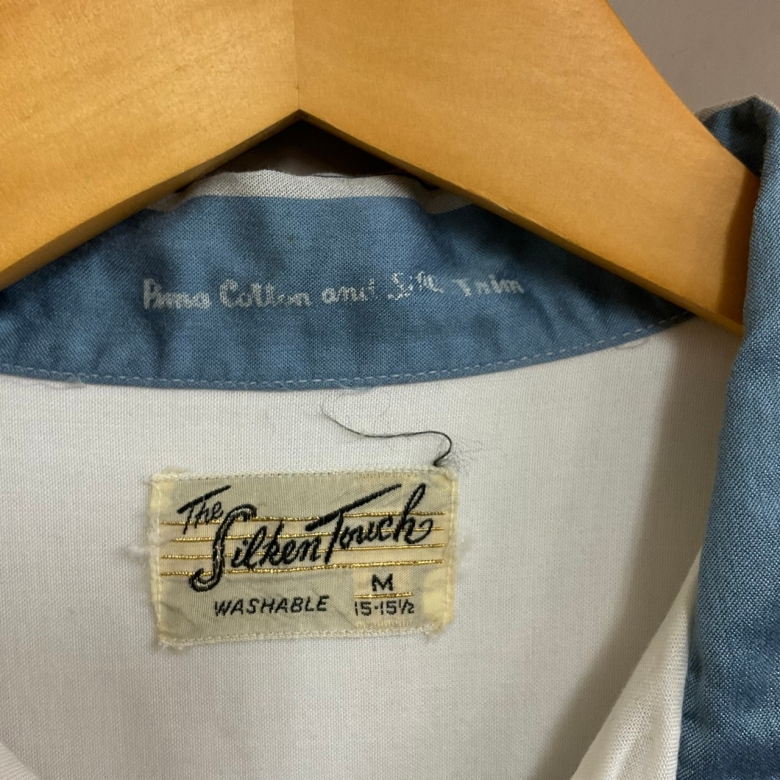 Pima Cotton and Silk Trim
The
Silken Touch
WASHABLE
M
15-15½